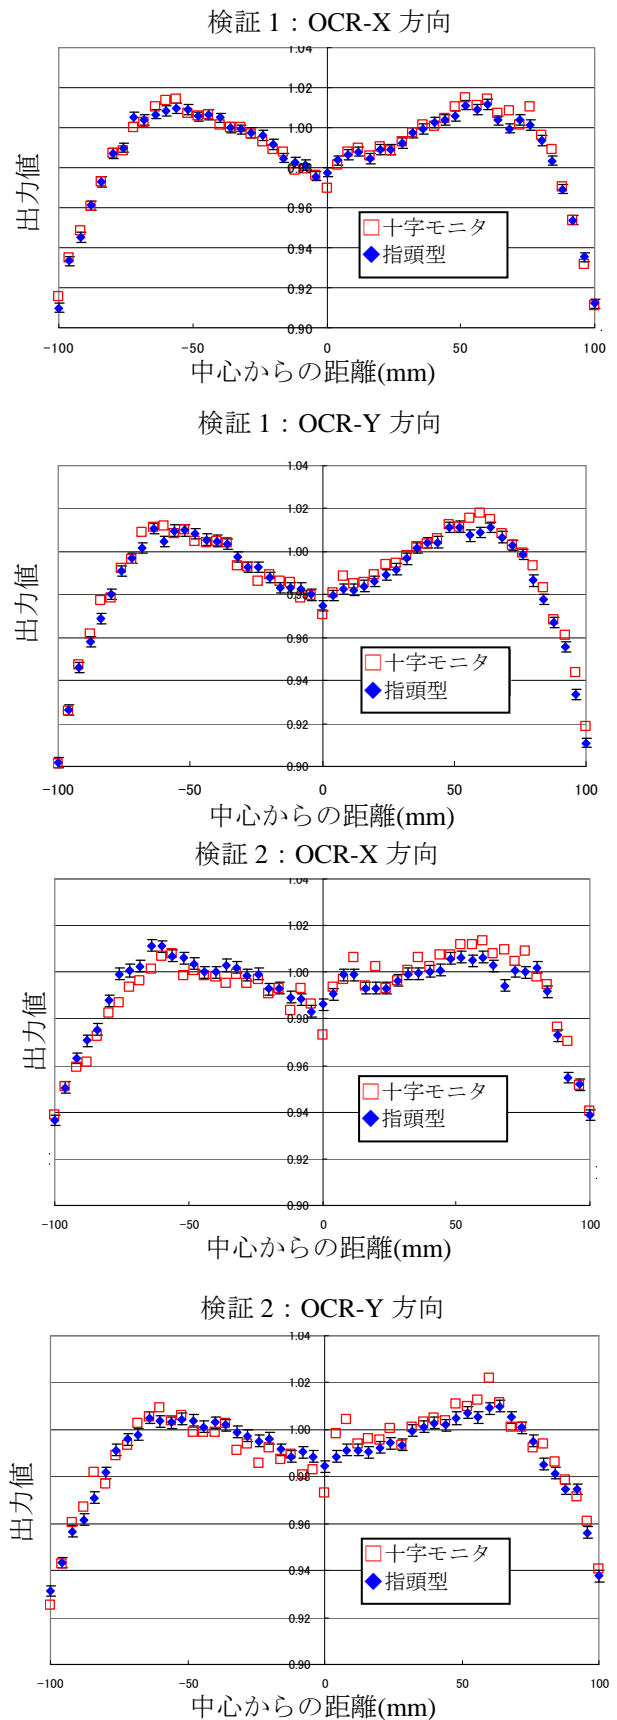 検証 1：OCR-X 方向
1.04
1.02
1.00
0.98
0.96
0.94
0.92
0.90
出力値
十字モニタ
指頭型
-100
-50
0
50
100
中心からの距離(mm)
検証 1：OCR-Y 方向
1.04
1.02
1.00
0.98
0.96
0.94
0.92
0.90
出力値
十字モニタ
指頭型
-100
-50
0
50
100
中心からの距離(mm)
検証 2：OCR-X 方向
1.04
1.02
1.00
0.98
0.96
0.94
0.92
0.90
出力値
十字モニタ
指頭型
-100
-50
0
50
100
中心からの距離(mm)
検証 2：OCR-Y 方向
1.04
1.02
1.00
0.98
0.96
0.94
0.92
0.90
出力値
十字モニタ
指頭型
-100
-50
0
50
100
中心からの距離(mm)